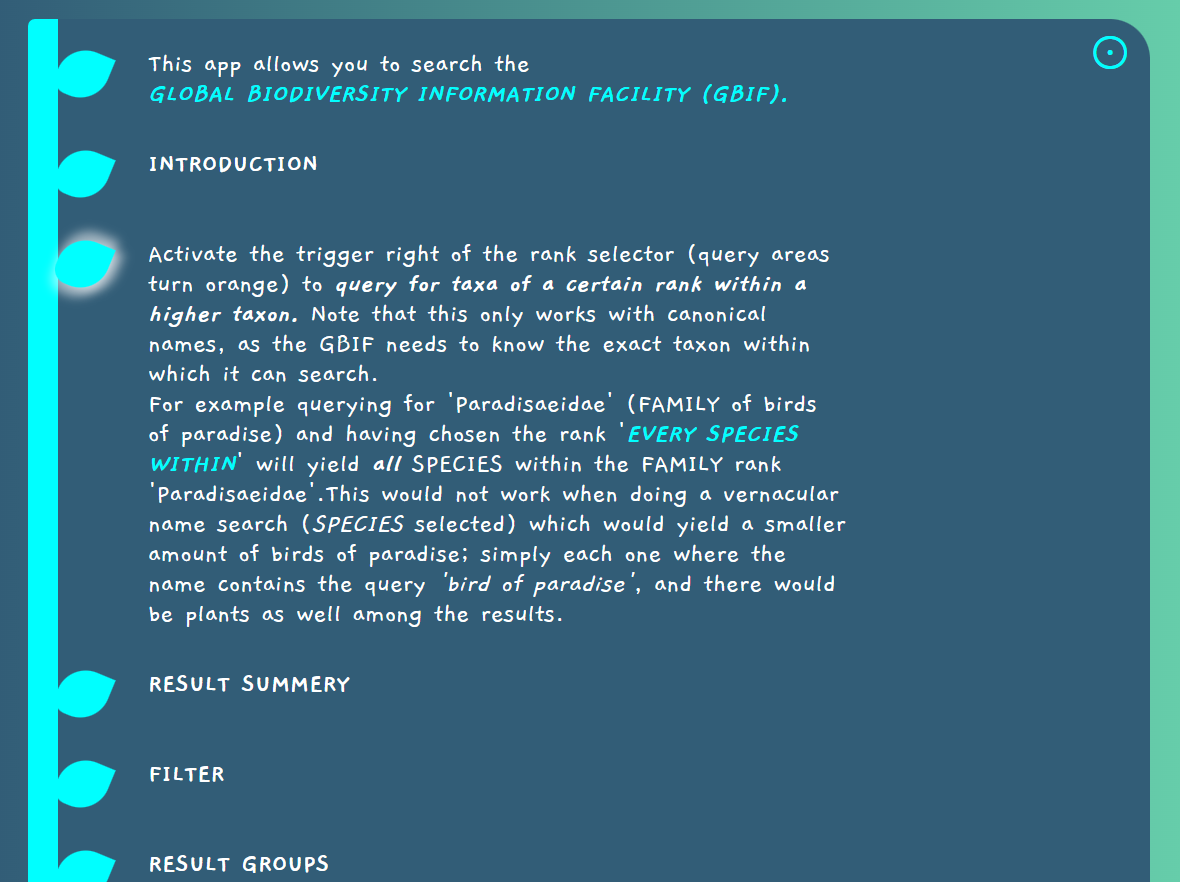 This app allows you to search the
GLOBAL BIODIVERSITY INFORMATION FACILITY (GBIF).
INTRODUCTION
Activate the trigger right of the rank selector (query areas
turn orange) to query for taxa of a certain rank within a
higher taxon. Note that this only works with canonical
names, as the GBIF needs to know the exact taxon within
which it can search.
For example querying for 'Paradisaeidae' (FAMILY of birds
of paradise) and having chosen the rank 'EVERY SPECIES
WITHIN' will yield all SPECIES within the FAMILY rank
'Paradisaeidae'.This would not work when doing a vernacular
name search (SPECIES selected) which would yield a smaller
amount of birds of paradise; simply each one where the
name contains the query 'bird of paradise', and there would
be plants as well among the results.
RESULT SUMMERY
FILTER
RESULT GROUPS